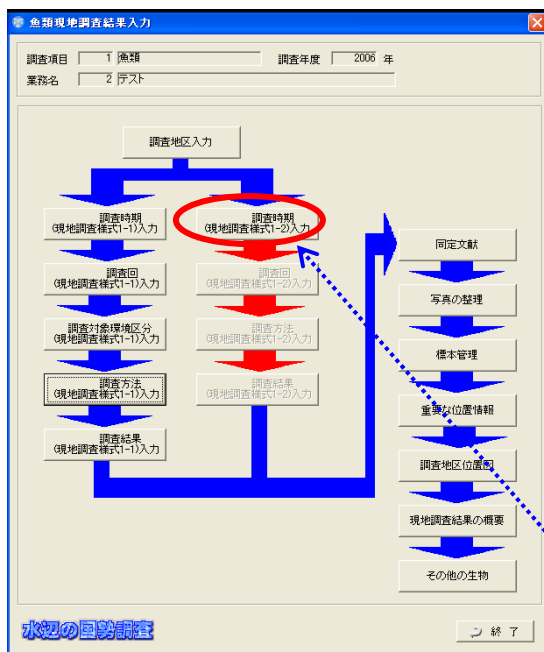 魚類現地調査結果入力
調査項目 1 魚類 調査年度 2006 年
業務名 2 テスト
調査地区入力
調査時期
(現地調査様式1-1)入力
調査回
(現地調査様式1-1)入力
調査対象環境区分
(現地調査様式1-1)入力
調査方法
(現地調査様式1-1)入力
調査結果
(現地調査様式1-1)入力
調査時期
(現地調査様式1-2)入力
調査回
(現地調査様式1-2)入力
調査方法
(現地調査様式1-2)入力
調査結果
(現地調査様式1-2)入力
同定文献
写真の整理
標本管理
重要な位置情報
調査地区位置図
現地調査結果の概要
その他の生物
水辺の国勢調査
終 了